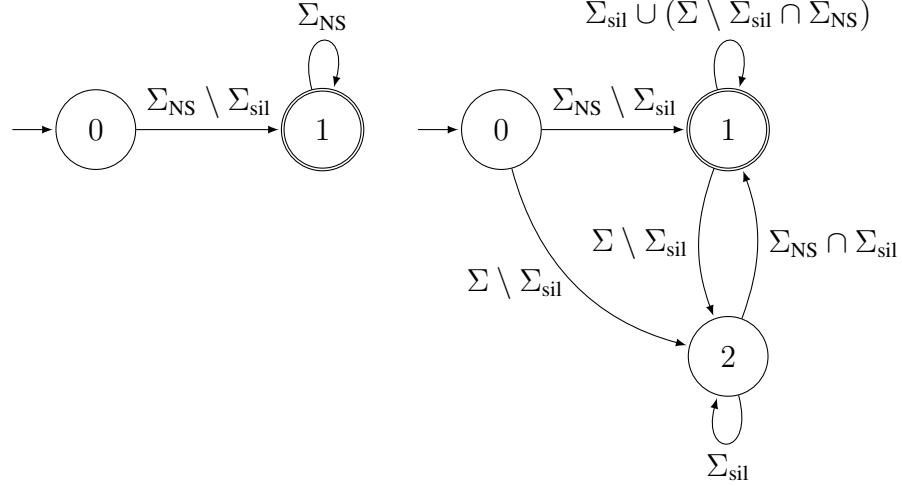 Σ_NS
0
Σ_NS \ Σ_sil
1
Σ_sil ∪ (Σ \ Σ_sil ∩ Σ_NS)
0
Σ_NS \ Σ_sil
1
Σ \ Σ_sil
Σ \ Σ_sil
Σ_NS ∩ Σ_sil
2
Σ_sil